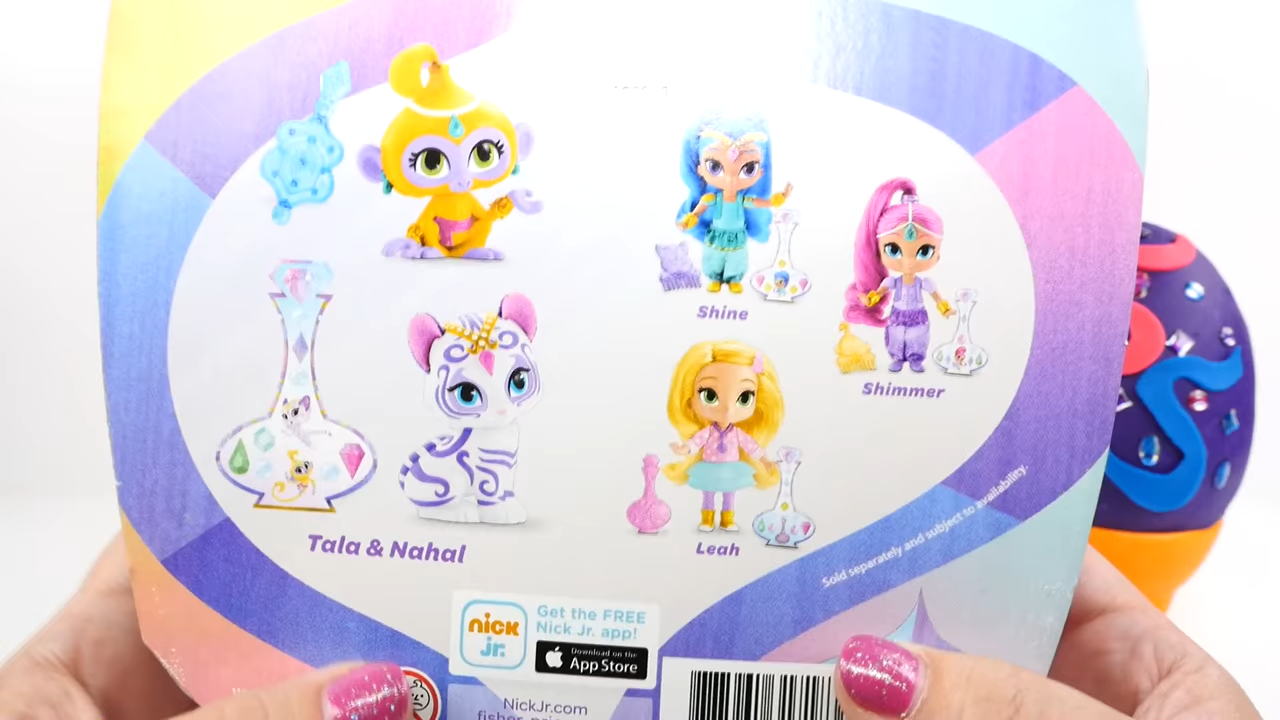 Shine
Shimmer
Leah
Tala & Nahal
Sold separately and subject to availability.
nick jr.
Get the FREE
Nick Jr. app!
Download on the
App Store
NickJr.com